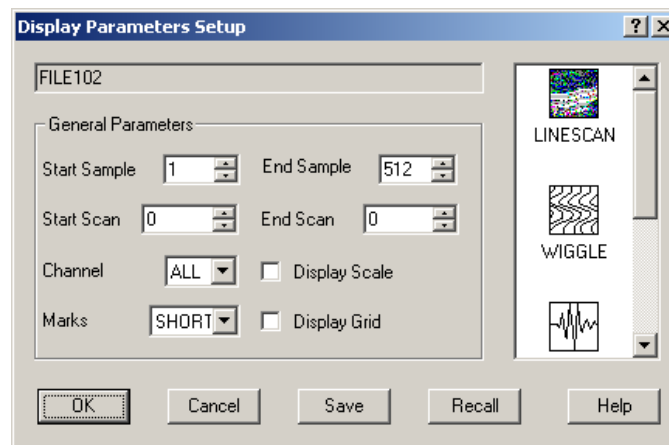 Display Parameters Setup
FILE102
General Parameters
Start Sample 1 End Sample 512
Start Scan 0 End Scan 0
Channel ALL Display Scale
Marks SHORT Display Grid
LINESCAN
WIGGLE
OK Cancel Save Recall Help